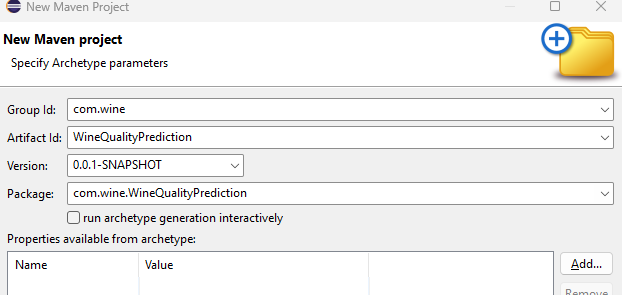 New Maven Project
New Maven project
Specify Archetype parameters
Group Id: com.wine
Artifact Id: WineQualityPrediction
Version: 0.0.1-SNAPSHOT
Package: com.wine.WineQualityPrediction
run archetype generation interactively
Properties available from archetype:
Name Value Add...
Remove